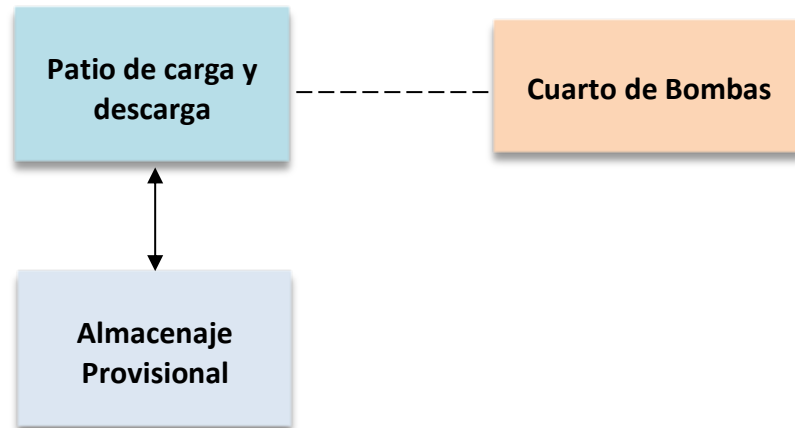 Patio de carga y
descarga
Cuarto de Bombas
Almacenaje
Provisional